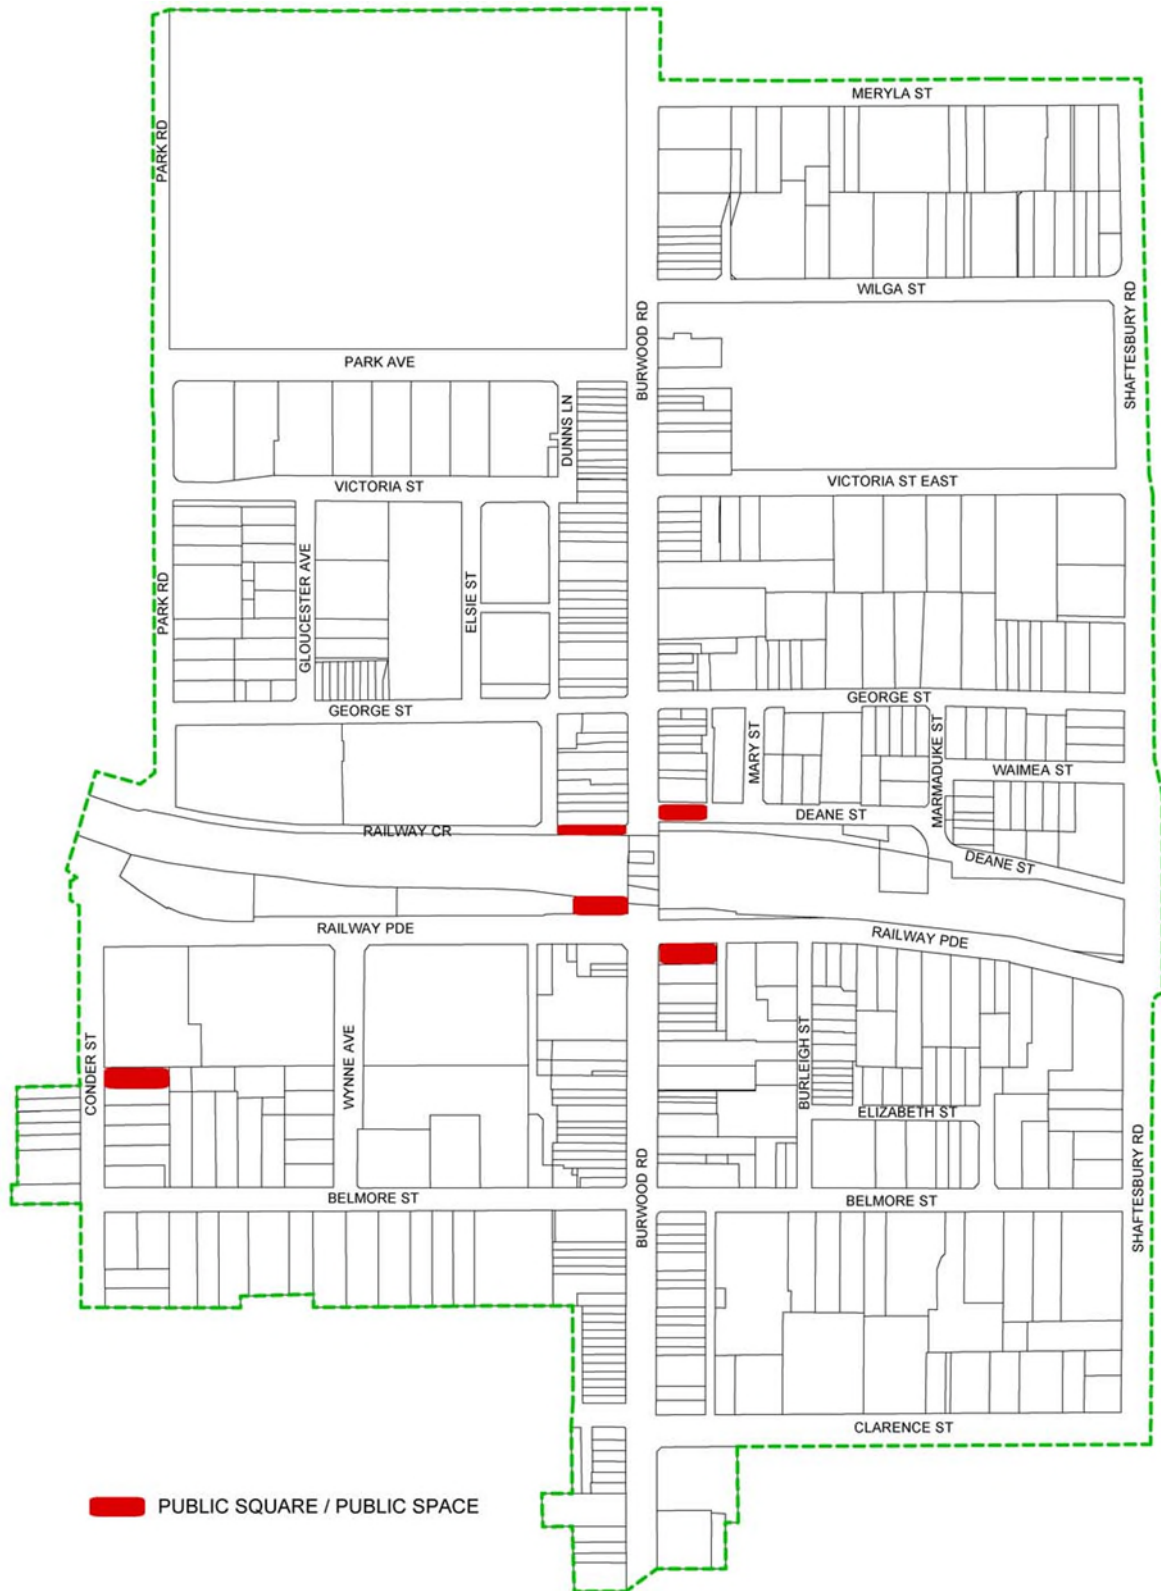 MERYLA ST
PARK RD
WILGA ST
BURWOOD RD
SHAFTESBURY RD
PARK AVE
DUNNS LN
VICTORIA ST
VICTORIA ST EAST
PARK RD
GLOUCESTER AVE
ELSIE ST
GEORGE ST
GEORGE ST
MARY ST
MARMADUKE ST
WAIMEA ST
DEANE ST
RAILWAY CR
DEANE ST
RAILWAY PDE
RAILWAY PDE
CONDER ST
WYNNE AVE
BURLEIGH ST
ELIZABETH ST
BURWOOD RD
SHAFTESBURY RD
BELMORE ST
BELMORE ST
CLARENCE ST
PUBLIC SQUARE / PUBLIC SPACE